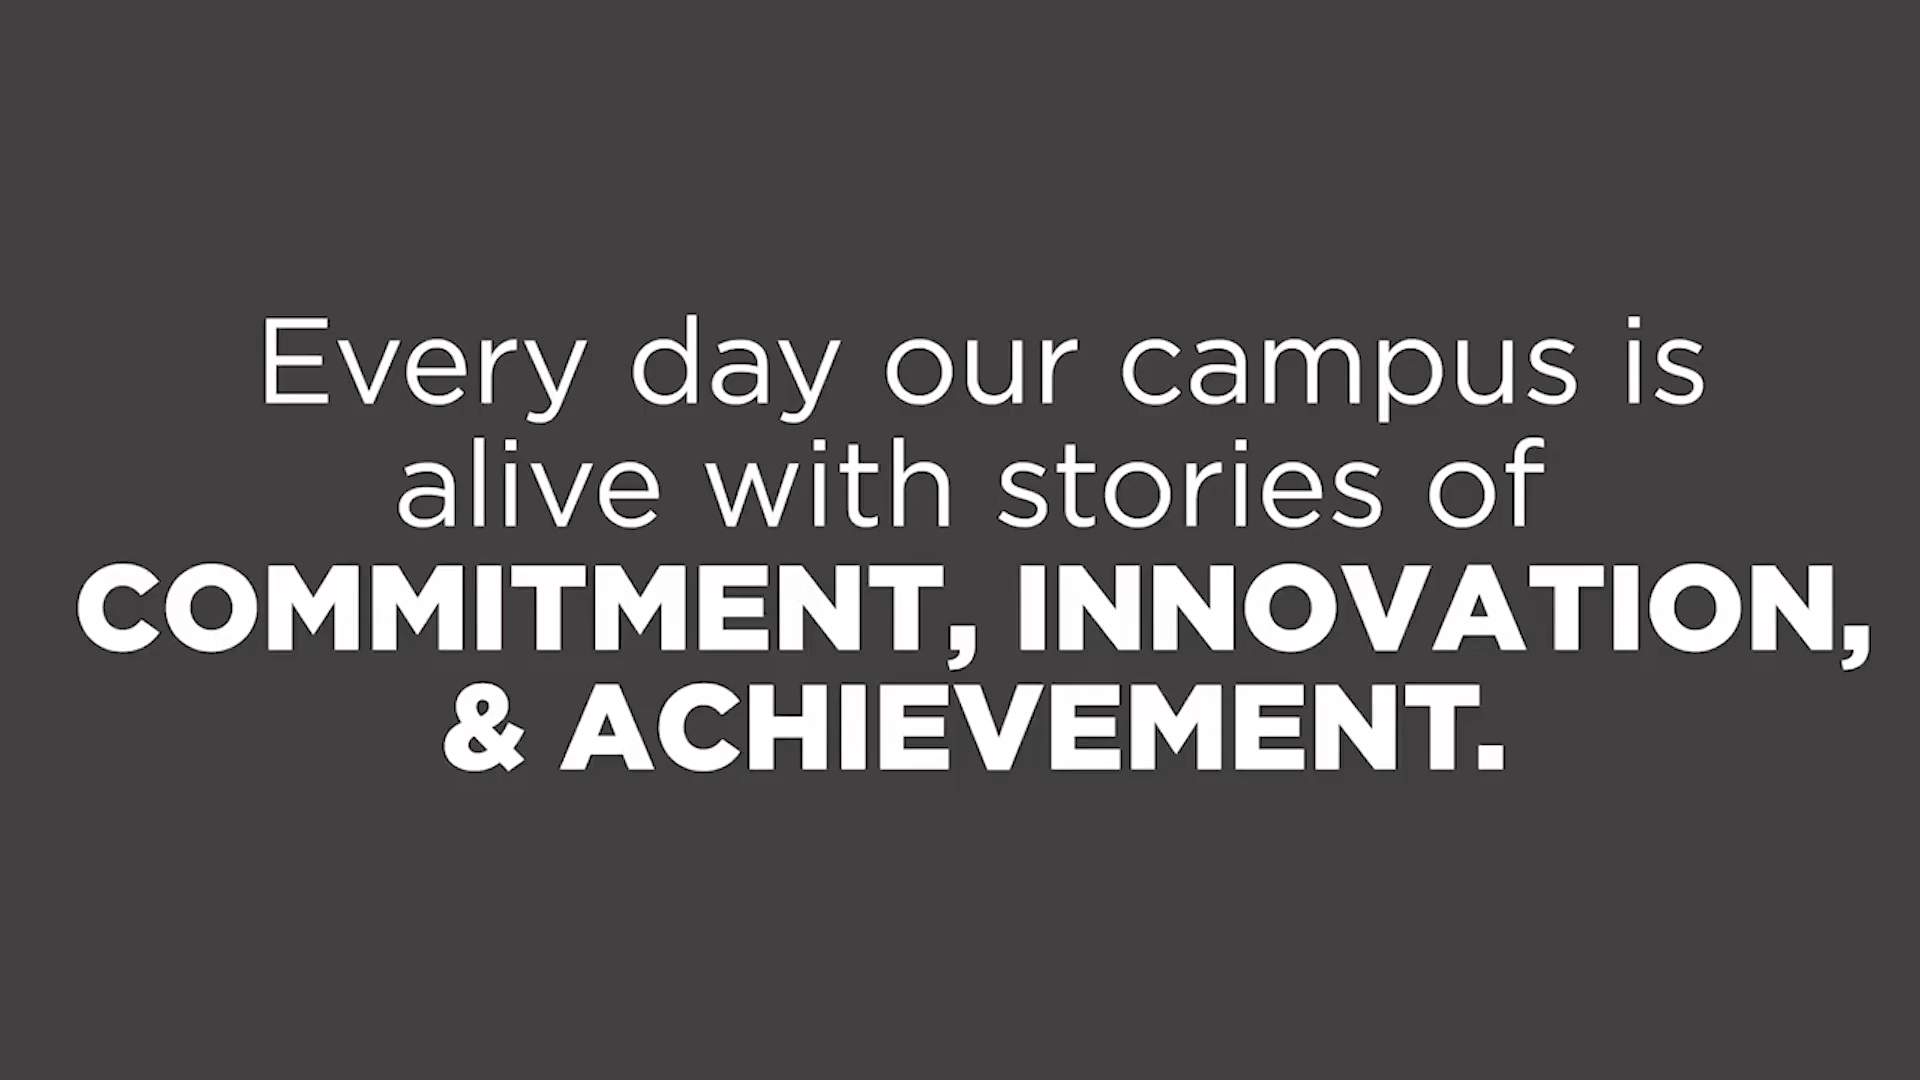 Every day our campus is
alive with stories of
COMMITMENT, INNOVATION,
& ACHIEVEMENT.